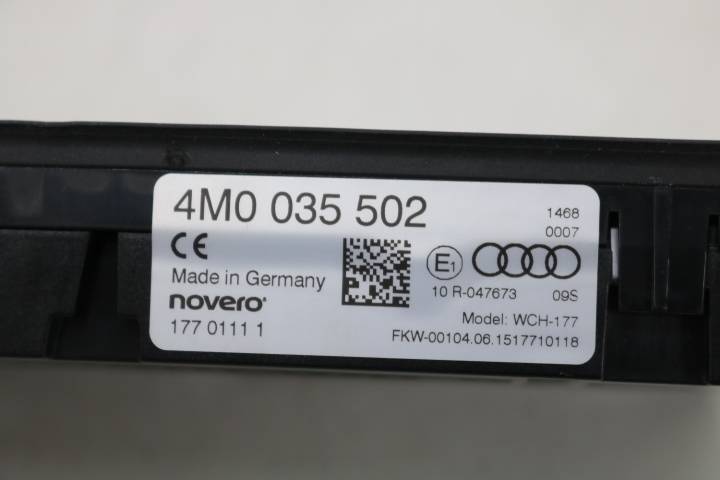 4M0 035 502
1468
0007
CE
E1
Made in Germany
10 R-047673 09S
novero
Model: WCH-177
177 0111 1
FKW-00104.06.1517710118